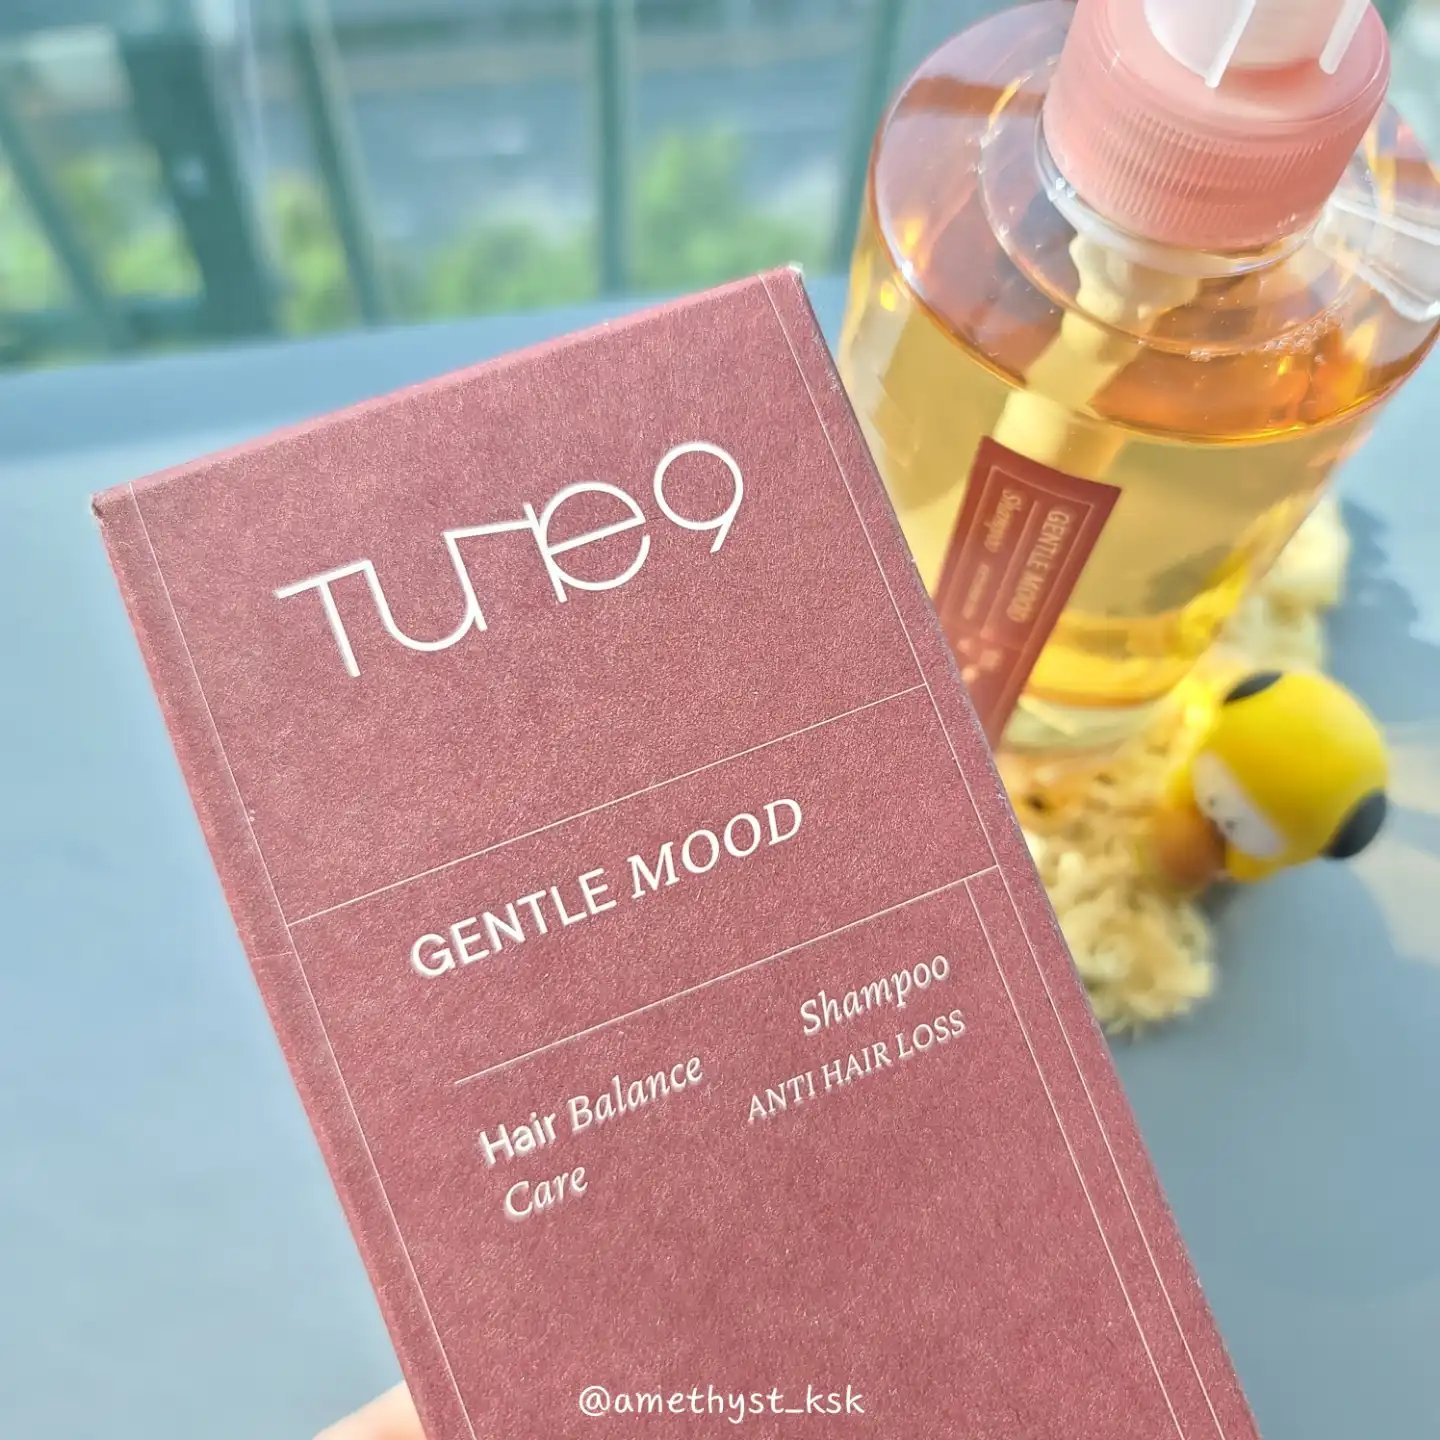 Tune9
GENTLE MOOD
Shampoo
ANTI HAIR LOSS
Hair Balance
Care
GENTLE MOOD
Shampoo
@amethyst_ksk